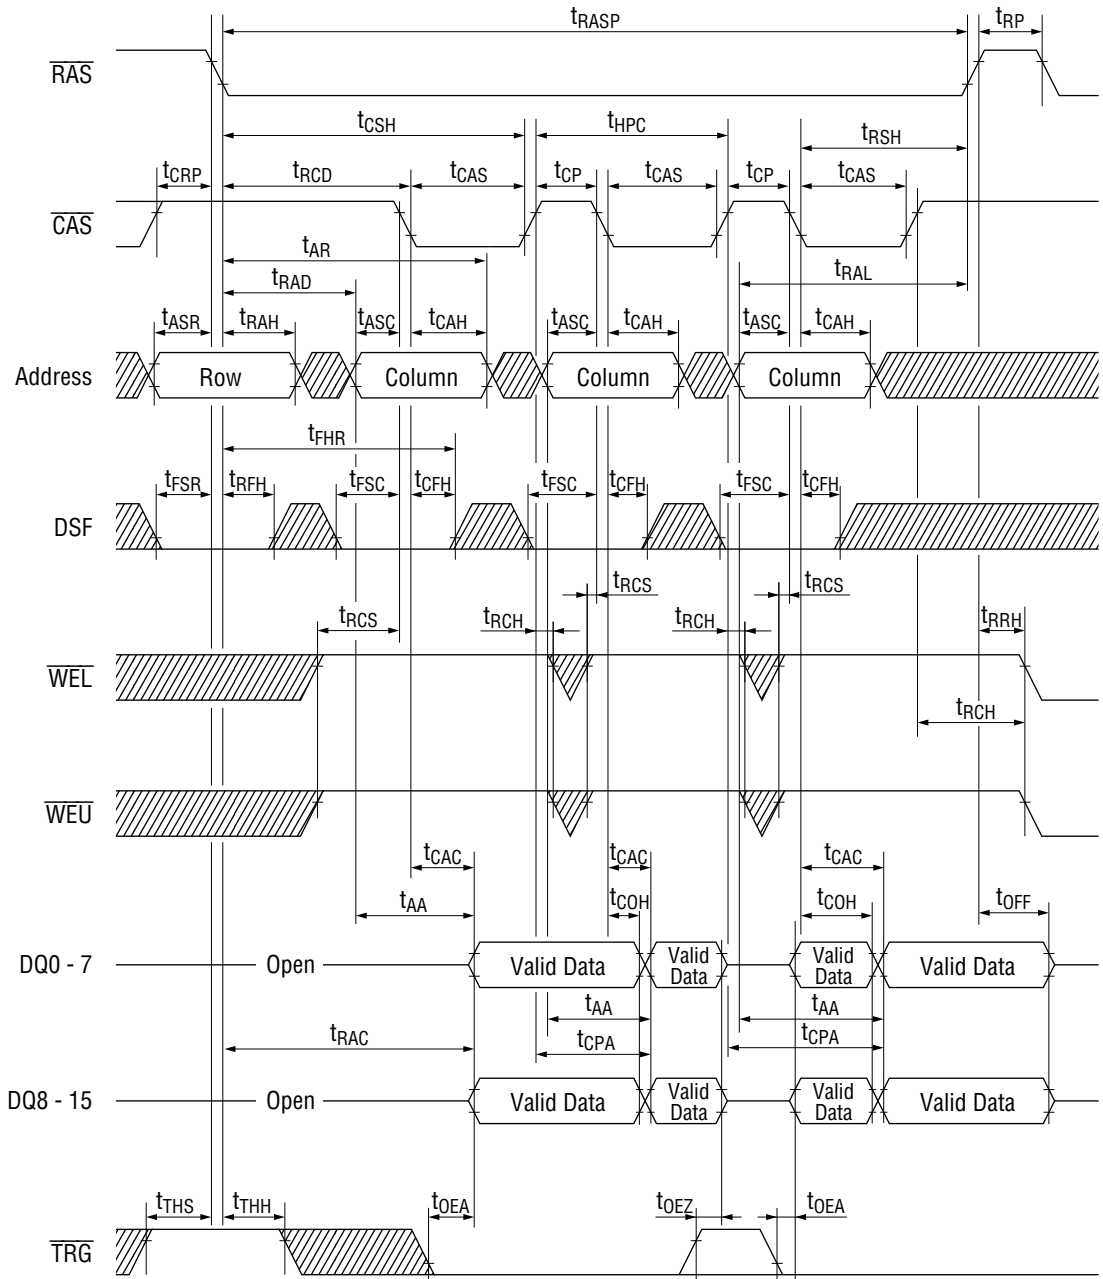 tRASP tRP
RAS
tCSH tHPC tRSH
tCRP tRCD tCAS tCP tCAS tCP tCAS
CAS
tAR
tRAD tRAL
tASR tRAH tASC tCAH tASC tCAH tASC tCAH
Address Row Column Column Column
tFHR
tFSR tRFH tFSC tCFH tFSC tCFH tFSC tCFH
DSF
tRCS tRCS
tRCS tRCH tRCH tRRH
WEL
tRCH
WEU
tCAC tCAC tCAC
tAA tCOH tCOH tOFF
DQ0 - 7 Open Valid Data Valid Data Valid Data Valid Data
tAA tAA
tRAC tCPA tCPA
DQ8 - 15 Open Valid Data Valid Data Valid Data Valid Data
tTHS tTHH tOEA tOEZ tOEA
TRG